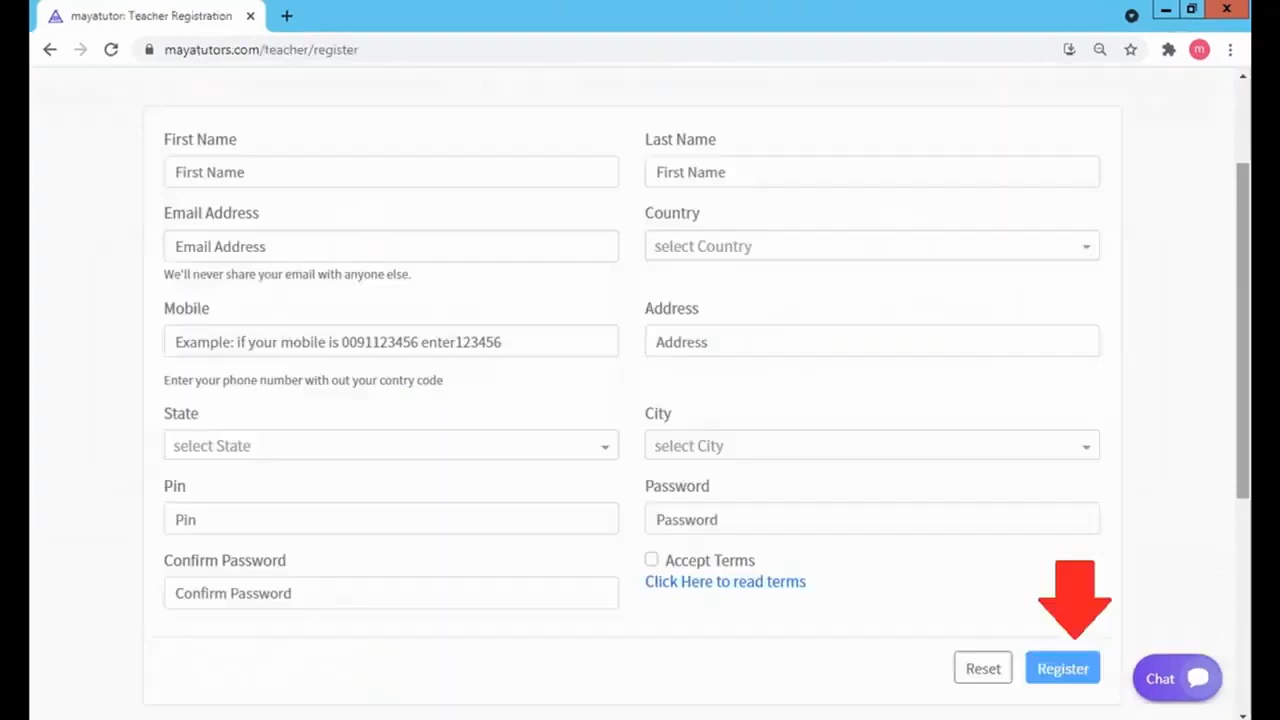 mayatutor: Teacher Registration
mayatutors.com/teacher/register
m
First Name
Last Name
First Name
First Name
Email Address
Country
Email Address
select Country
We'll never share your email with anyone else.
Mobile
Address
Example: if your mobile is 0091123456 enter123456
Address
Enter your phone number with out your contry code
State
City
select State
select City
Pin
Password
Pin
Password
Confirm Password
Accept Terms
Click Here to read terms
Confirm Password
Reset
Register
Chat